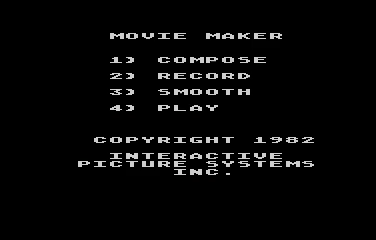 MOVIE MAKER
1) COMPOSE
2) RECORD
3) SMOOTH
4) PLAY
COPYRIGHT 1982
INTERACTIVE
PICTURE SYSTEMS
INC.